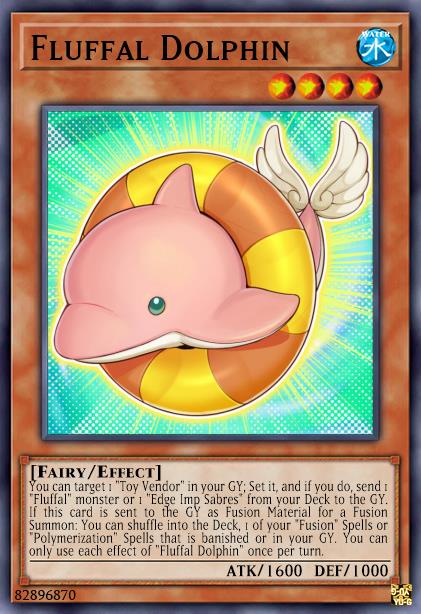 Fluffal Dolphin
WATER
水
[Fairy/Effect]
You can target 1 "Toy Vendor" in your GY; Set it, and if you do, send 1
"Fluffal" monster or 1 "Edge Imp Sabres" from your Deck to the GY.
If this card is sent to the GY as Fusion Material for a Fusion
Summon: You can shuffle into the Deck, 1 of your "Fusion" Spells or
"Polymerization" Spells that is banished or in your GY. You can
only use each effect of "Fluffal Dolphin" once per turn.
ATK/1600 DEF/1000
82896870